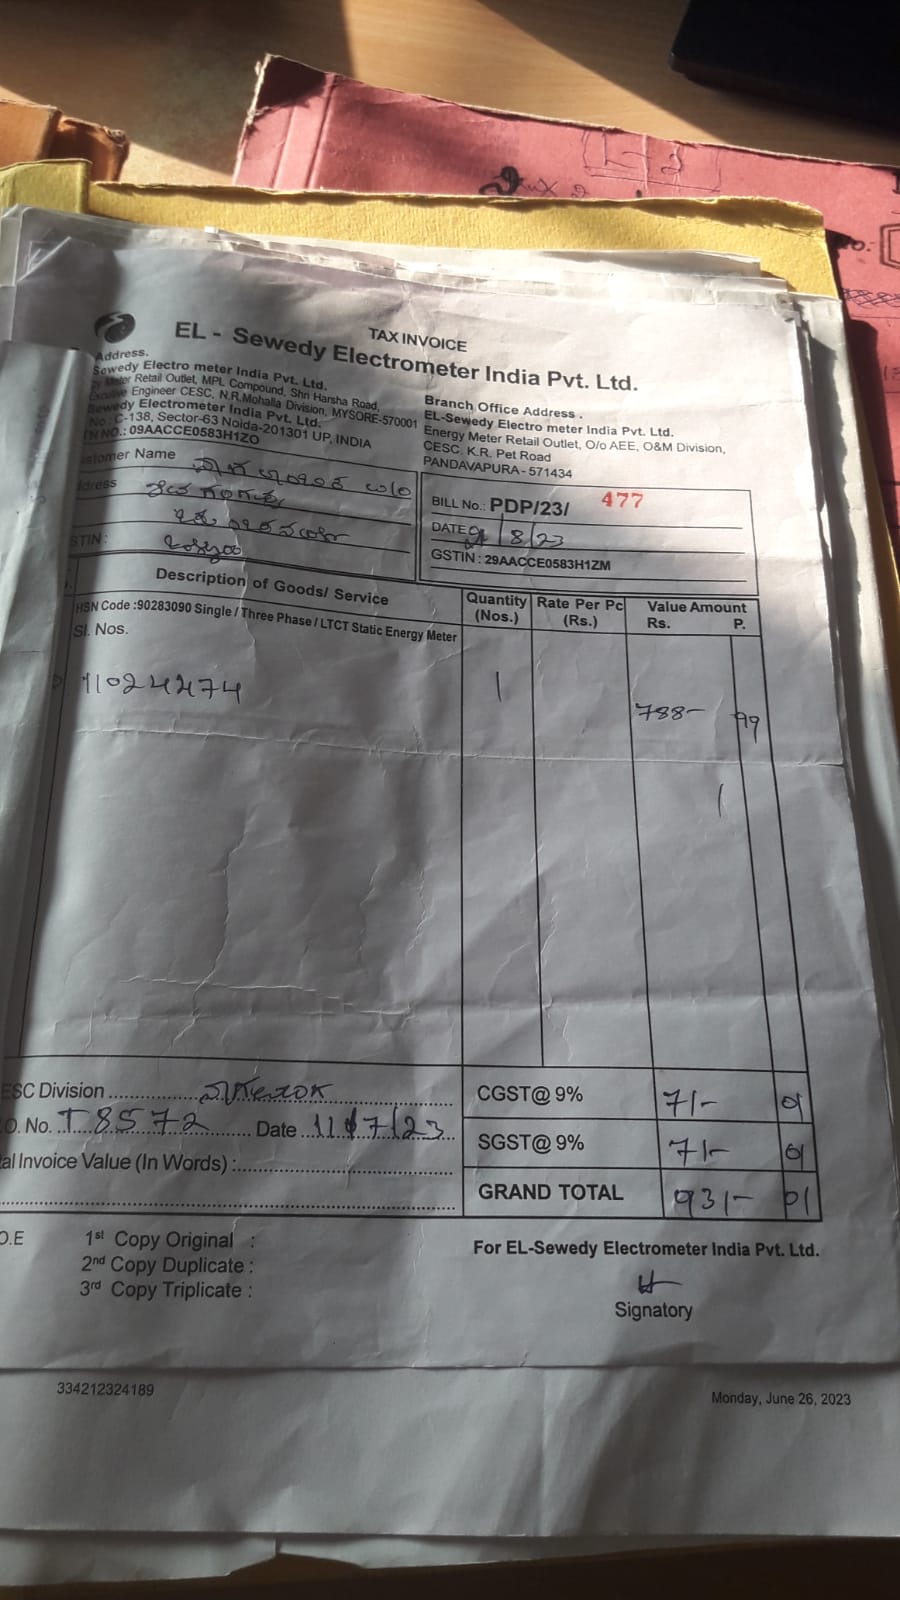 TAX INVOICE
EL - Sewedy Electrometer India Pvt. Ltd.
Address.
Sewedy Electro meter India Pvt. Ltd.
Meter Retail Outlet, MPL Compound, Shri Harsha Road,
Engineer CESC, N.R.Mohalla Division, MYSORE-570001
Sewedy Electrometer India Pvt. Ltd.
No : C-138, Sector-63 Noida-201301 UP, INDIA
NO.: 09AACCE0583H1ZO
Branch Office Address .
EL-Sewedy Electro meter India Pvt. Ltd.
Energy Meter Retail Outlet, O/o AEE, O&M Division,
CESC, K.R. Pet Road
PANDAVAPURA - 571434
Customer Name
Address
GSTIN:
BILL No.: PDP/23/ 477
DATE /8/23
GSTIN : 29AACCE0583H1ZM
Description of Goods/ Service Quantity (Nos.) Rate Per Pc (Rs.) Value Amount Rs. P.
HSN Code :90283090 Single / Three Phase / LTCT Static Energy Meter
Sl. Nos.
1 788- 99
ESC Division
O. No. T 8572 Date 11/7/23
al Invoice Value (In Words) :
CGST@ 9% 71- 01
SGST@ 9% 71- 01
GRAND TOTAL 931- 01
O.E
1st Copy Original :
2nd Copy Duplicate :
3rd Copy Triplicate :
For EL-Sewedy Electrometer India Pvt. Ltd.
Signatory
334212324189
Monday, June 26, 2023